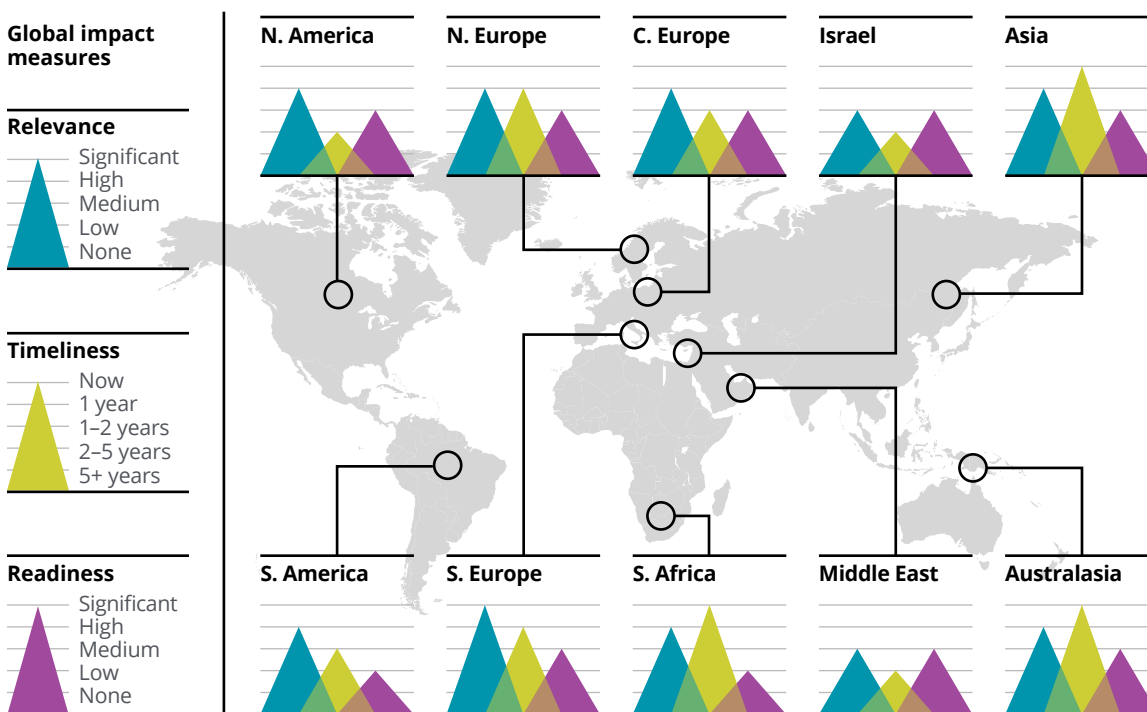 Global impact
measures
Relevance
Significant
High
Medium
Low
None
Timeliness
Now
1 year
1–2 years
2–5 years
5+ years
Readiness
Significant
High
Medium
Low
None
N. America
N. Europe
C. Europe
Israel
Asia
S. America
S. Europe
S. Africa
Middle East
Australasia